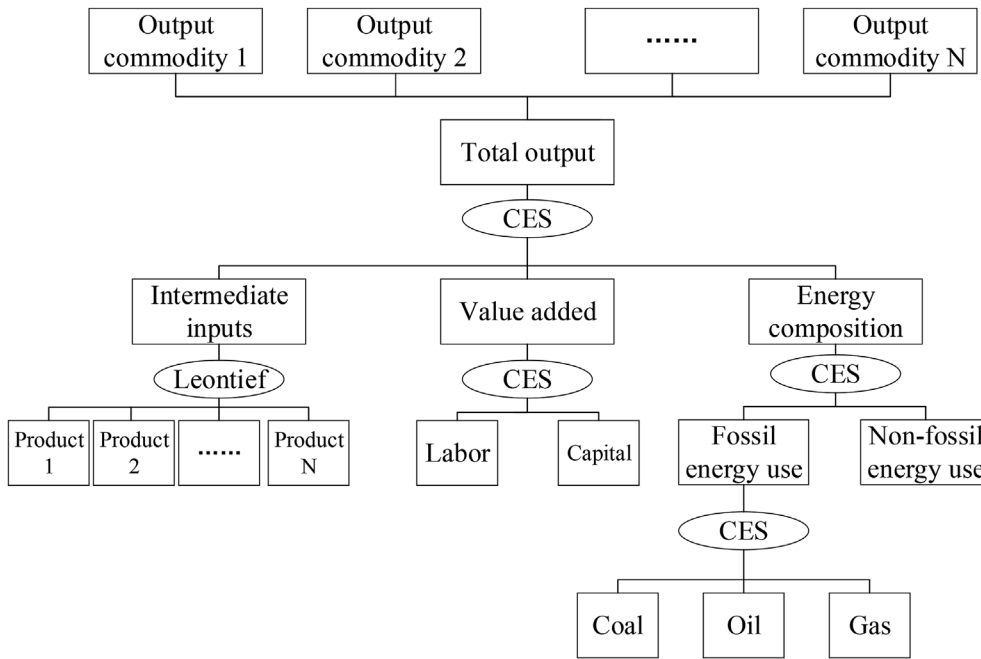 Output
commodity 1
Output
commodity 2
······
Output
commodity N
Total output
CES
Intermediate
inputs
Value added
Energy
composition
Leontief
CES
CES
Product
1
Product
2
······
Product
N
Labor
Capital
Fossil
energy use
Non-fossil
energy use
CES
Coal
Oil
Gas